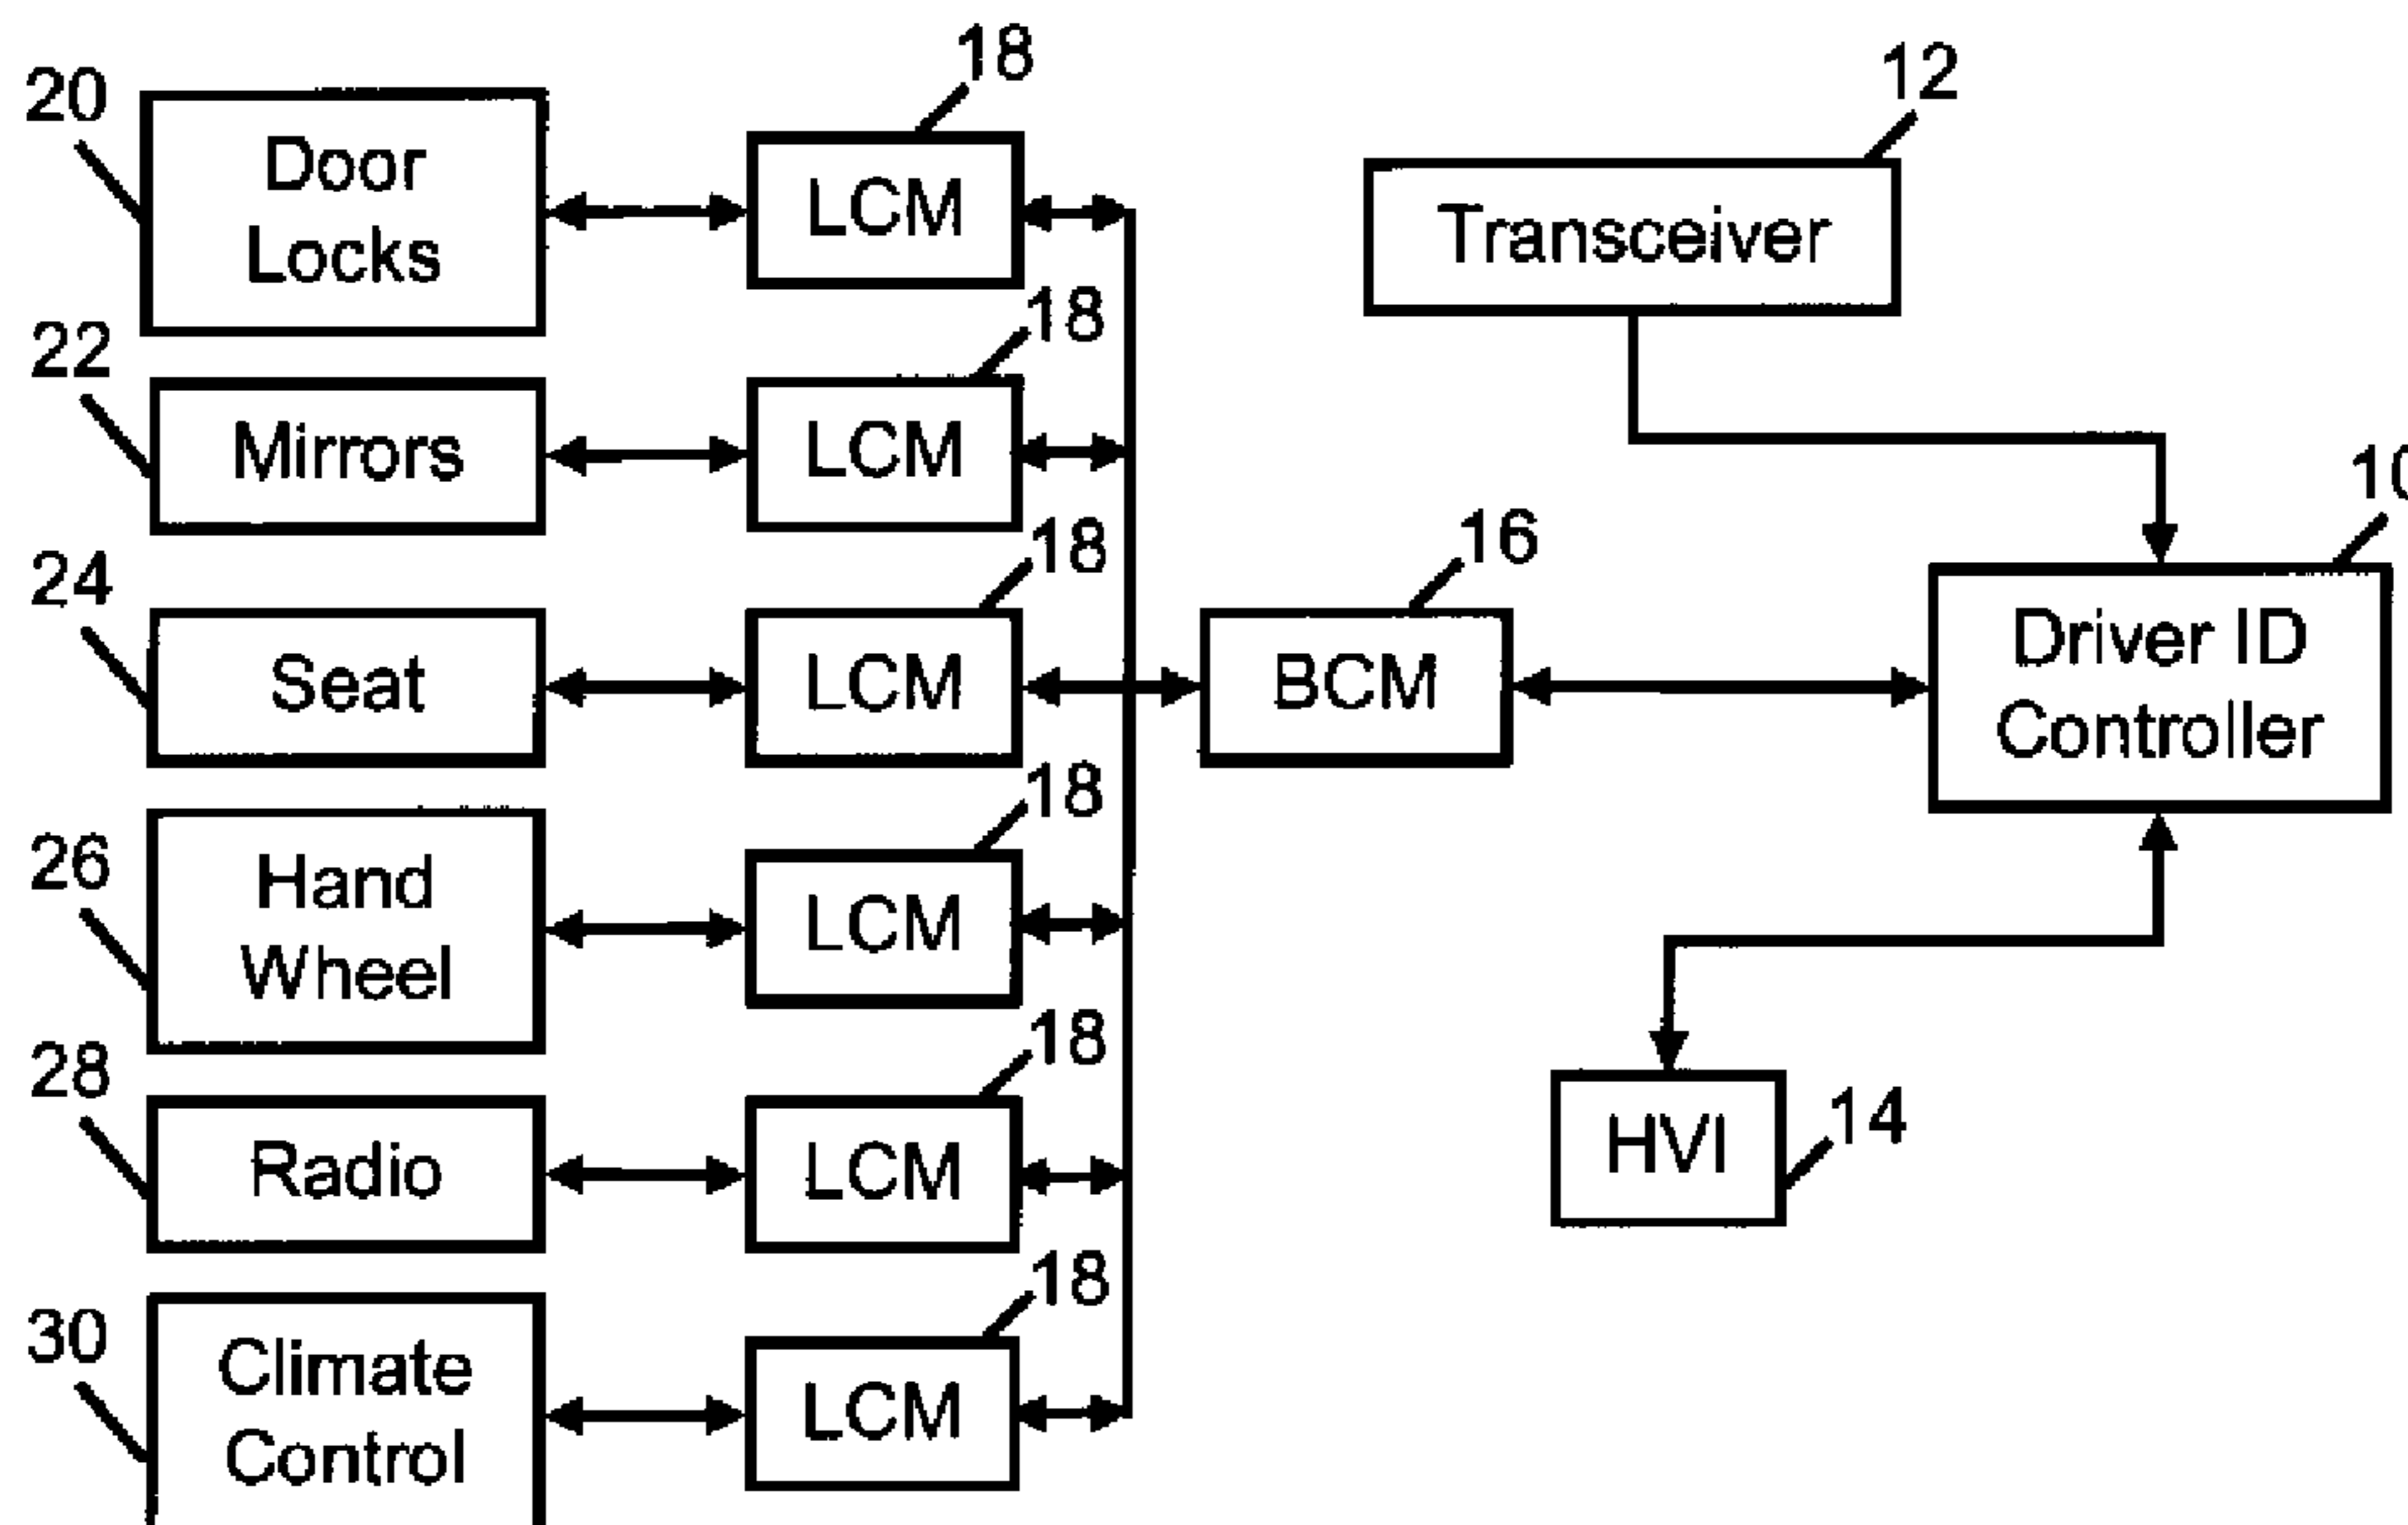 18
12
20
Door
Locks
LCM
Transceiver
18
22
Mirrors
LCM
10
18
16
24
Seat
LCM
BCM
Driver ID
Controller
18
26
Hand
Wheel
LCM
18
28
Radio
LCM
HVI
14
18
30
Climate
Control
LCM